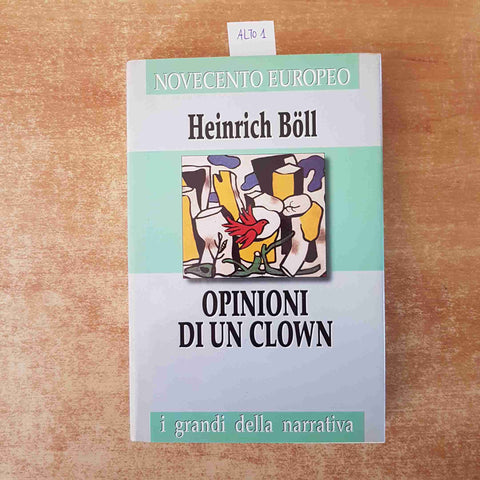 ALTO 1
NOVECENTO EUROPEO
Heinrich Böll
OPINIONI
DI UN CLOWN
i grandi della narrativa